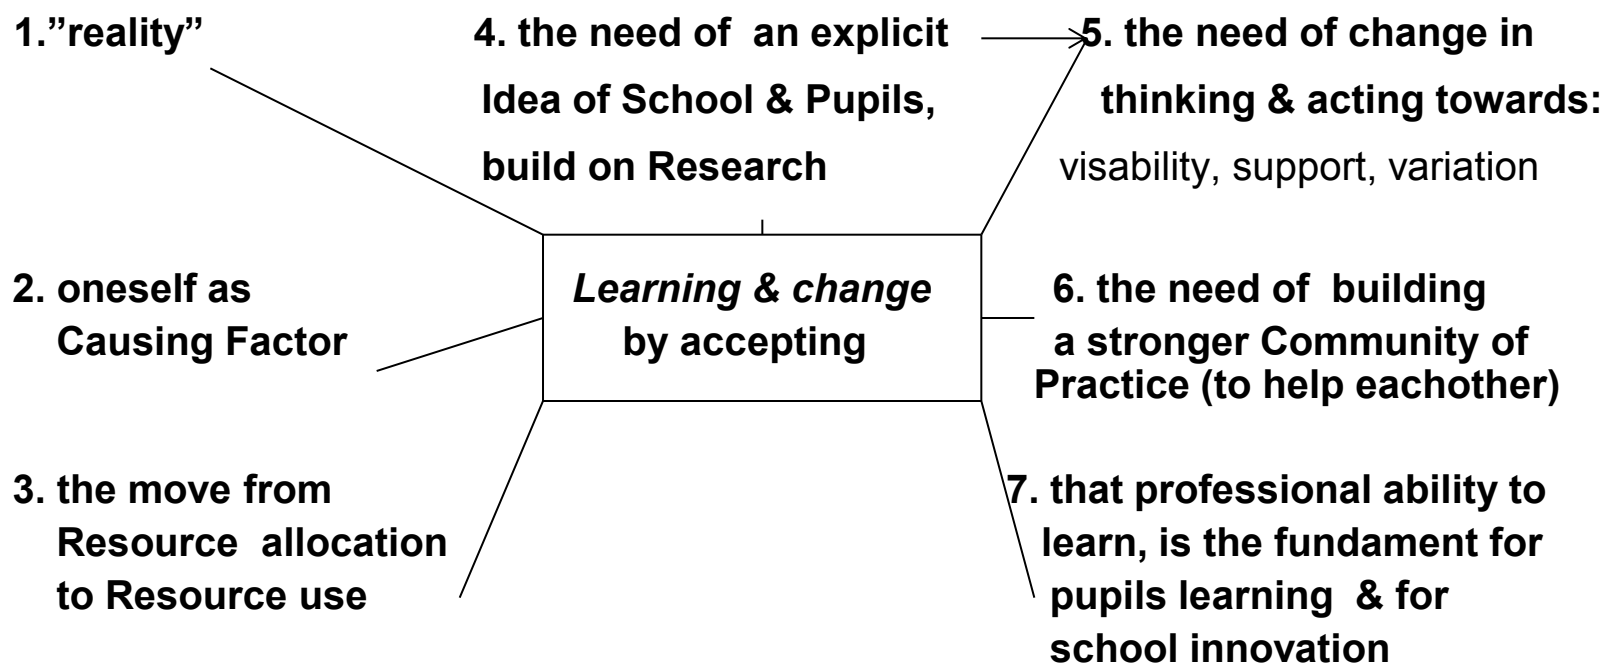 1.”reality”
4. the need of an explicit
Idea of School & Pupils,
build on Research
5. the need of change in
thinking & acting towards:
visability, support, variation
2. oneself as
Causing Factor
Learning & change
by accepting
6. the need of building
a stronger Community of
Practice (to help eachother)
3. the move from
Resource allocation
to Resource use
7. that professional ability to
learn, is the fundament for
pupils learning & for
school innovation